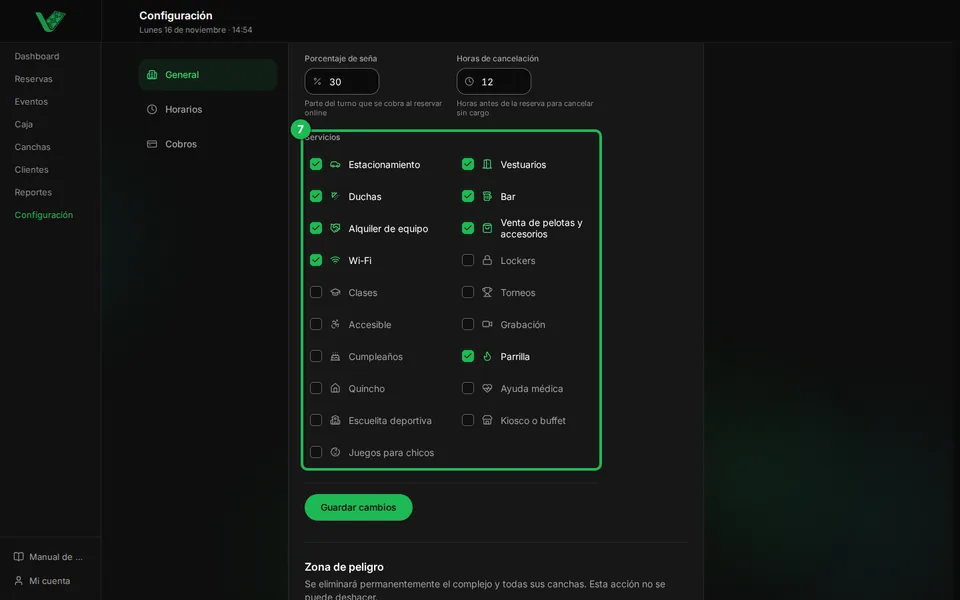 Configuración
Lunes 16 de noviembre · 14:54
Dashboard
Reservas
Eventos
Caja
Canchas
Clientes
Reportes
Configuración
Manual de ...
Mi cuenta
General
Horarios
Cobros
Porcentaje de seña
Horas de cancelación
% 30
12
Parte del turno que se cobra al reservar
online
Horas antes de la reserva para cancelar
sin cargo
7
Servicios
Estacionamiento
Vestuarios
Duchas
Bar
Alquiler de equipo
Venta de pelotas y
accesorios
Wi-Fi
Lockers
Clases
Torneos
Accesible
Grabación
Cumpleaños
Parrilla
Quincho
Ayuda médica
Escuelita deportiva
Kiosco o buffet
Juegos para chicos
Guardar cambios
Zona de peligro
Se eliminará permanentemente el complejo y todas sus canchas. Esta acción no se
puede deshacer.